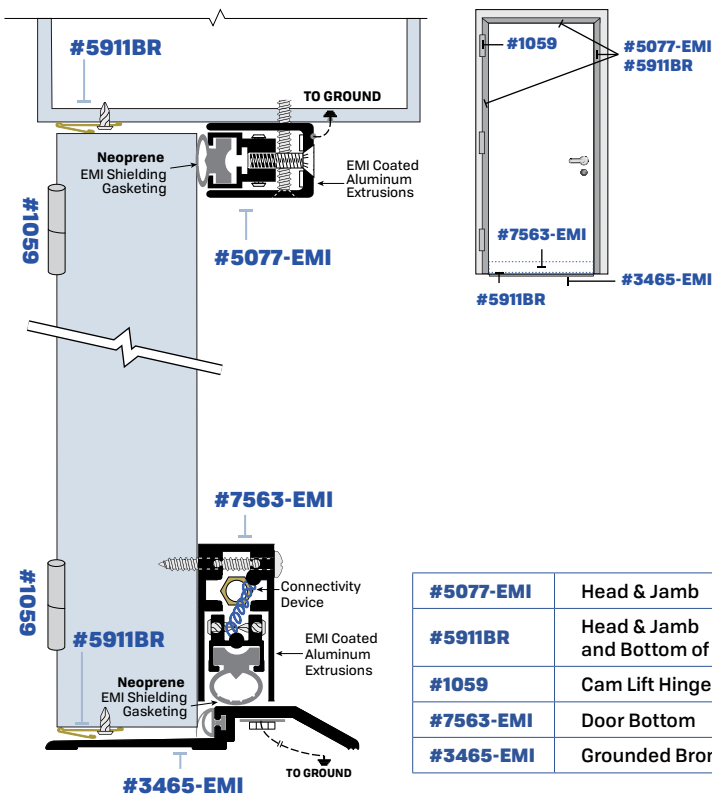 #5911BR
TO GROUND
Neoprene
EMI Shielding
Gasketing
EMI Coated
Aluminum
Extrusions
#1059
#5077-EMI
#1059
#5077-EMI
#5911BR
#7563-EMI
#3465-EMI
#5911BR
#7563-EMI
Connectivity
Device
#1059
#5911BR
EMI Coated
Aluminum
Extrusions
Neoprene
EMI Shielding
Gasketing
TO GROUND
#3465-EMI
#5077-EMI Head & Jamb
#5911BR Head & Jamb
and Bottom of
#1059 Cam Lift Hinge
#7563-EMI Door Bottom
#3465-EMI Grounded